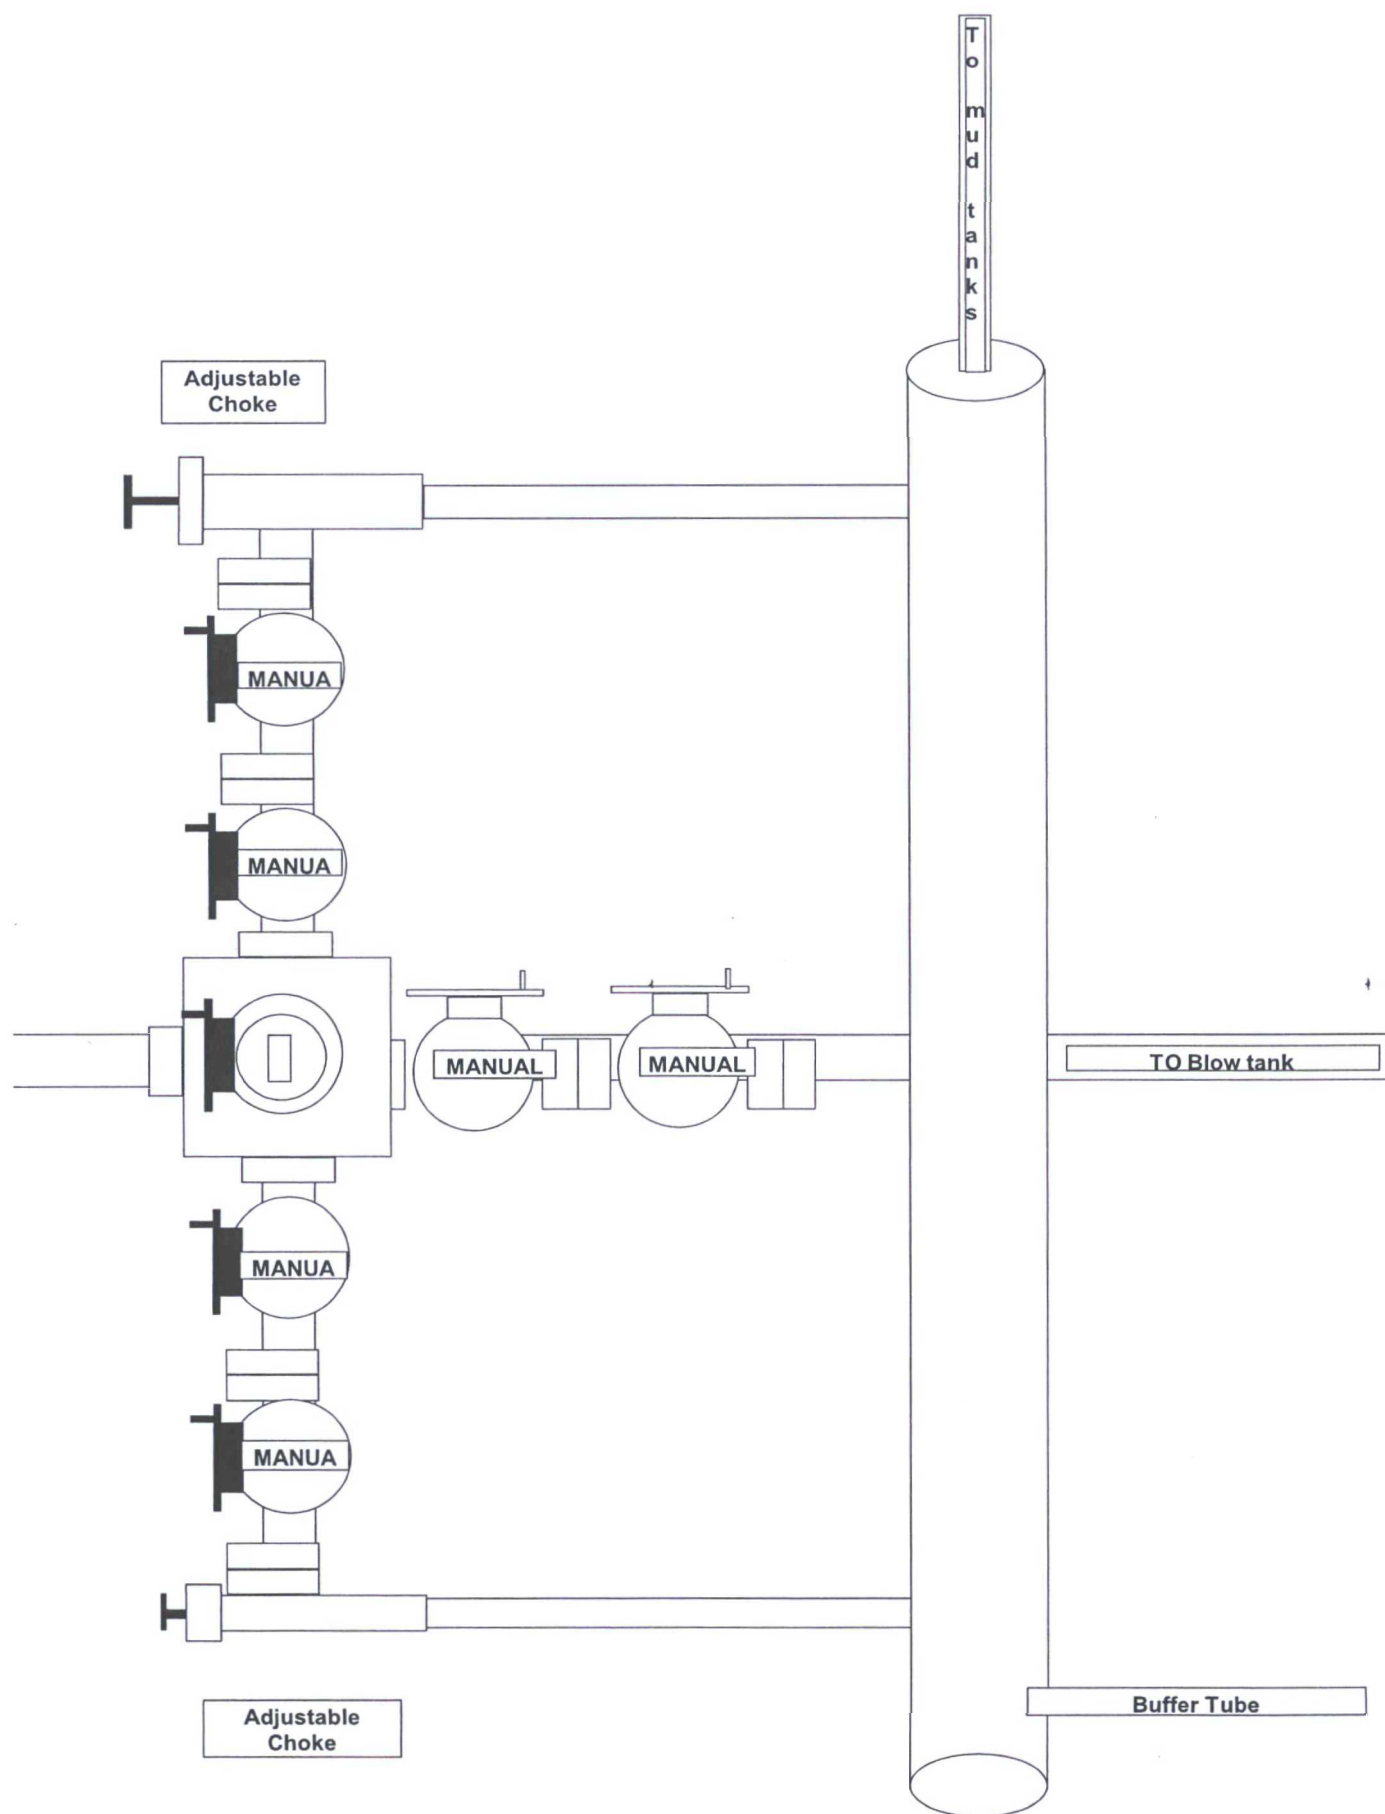 To mud tanks
Adjustable
Choke
MANUA
MANUA
MANUAL
MANUAL
TO Blow tank
MANUA
MANUA
Buffer Tube
Adjustable
Choke